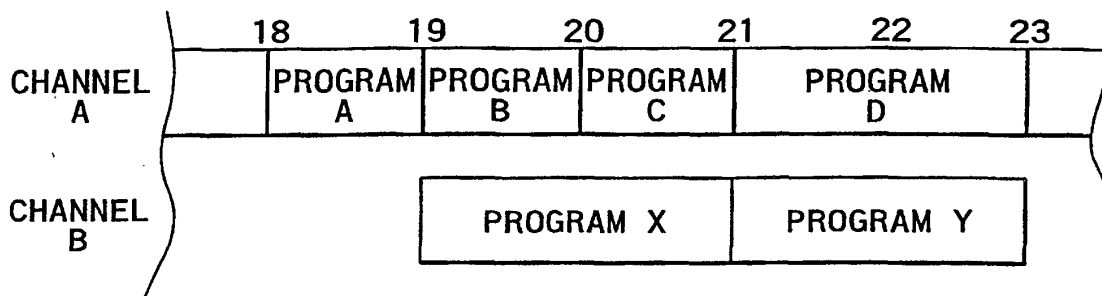 18 19 20 21 22 23
CHANNEL A
PROGRAM A
PROGRAM B
PROGRAM C
PROGRAM D
CHANNEL B
PROGRAM X
PROGRAM Y